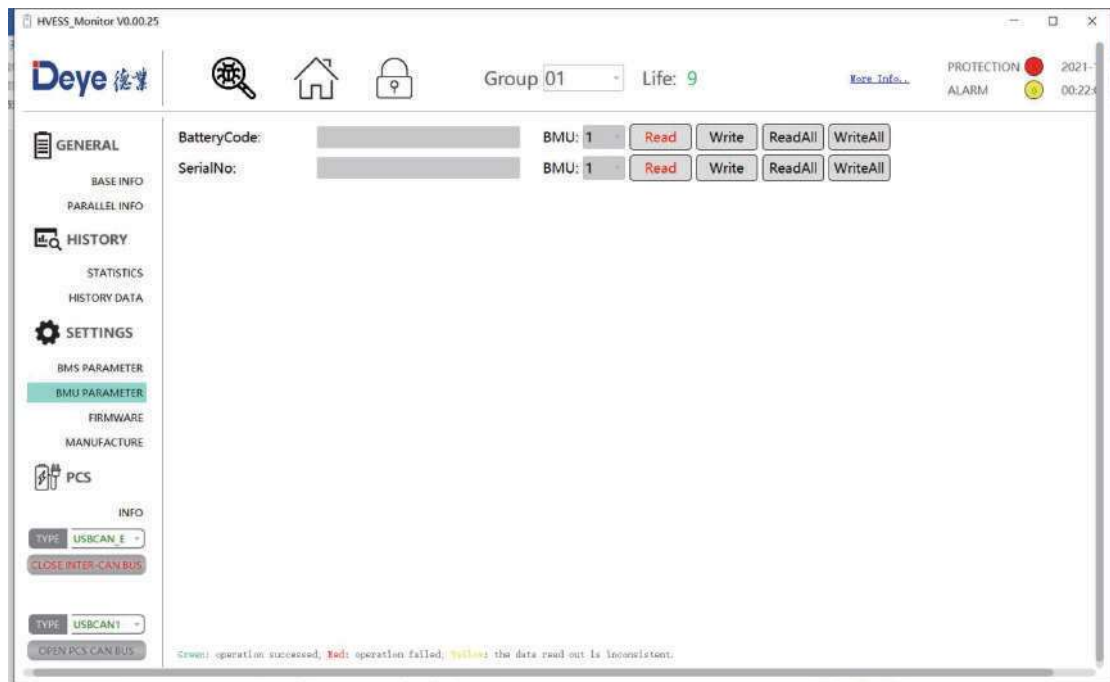 HVESS_Monitor V0.00.25
Deye 德业
Group 01 Life: 9
More Info..
PROTECTION
2021-
ALARM
00:22:
GENERAL
BASE INFO
PARALLEL INFO
HISTORY
STATISTICS
HISTORY DATA
SETTINGS
BMS PARAMETER
BMU PARAMETER
FIRMWARE
MANUFACTURE
PCS
INFO
TYPE USBCAN_E
CLOSE INTER-CAN BUS
TYPE USBCAN1
OPEN PCS CAN BUS
BatteryCode: BMU: 1 Read Write ReadAll WriteAll
SerialNo: BMU: 1 Read Write ReadAll WriteAll
Green: operation successed; Red: operation failed; Yellow: the data read out is inconsistent.